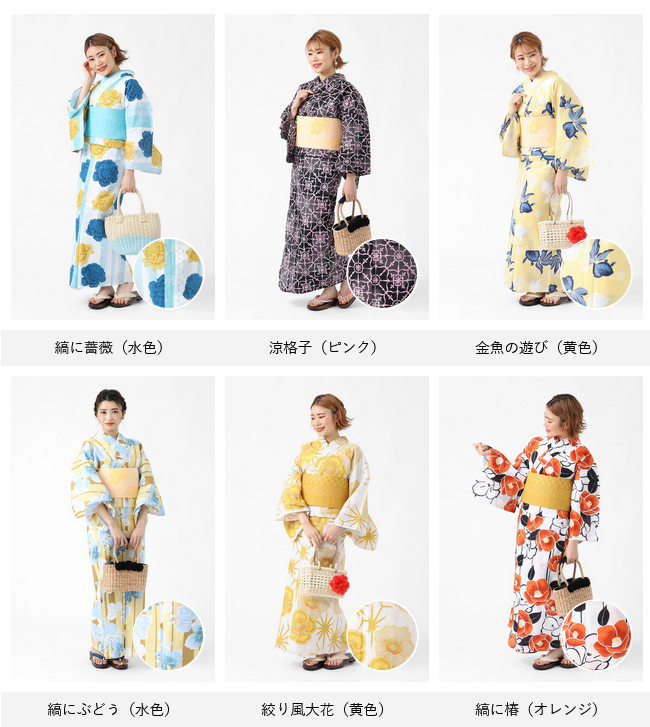 縞に薔薇（水色）
涼格子（ピンク）
金魚の遊び（黄色）
縞にぶどう（水色）
絞り風大花（黄色）
縞に椿（オレンジ）